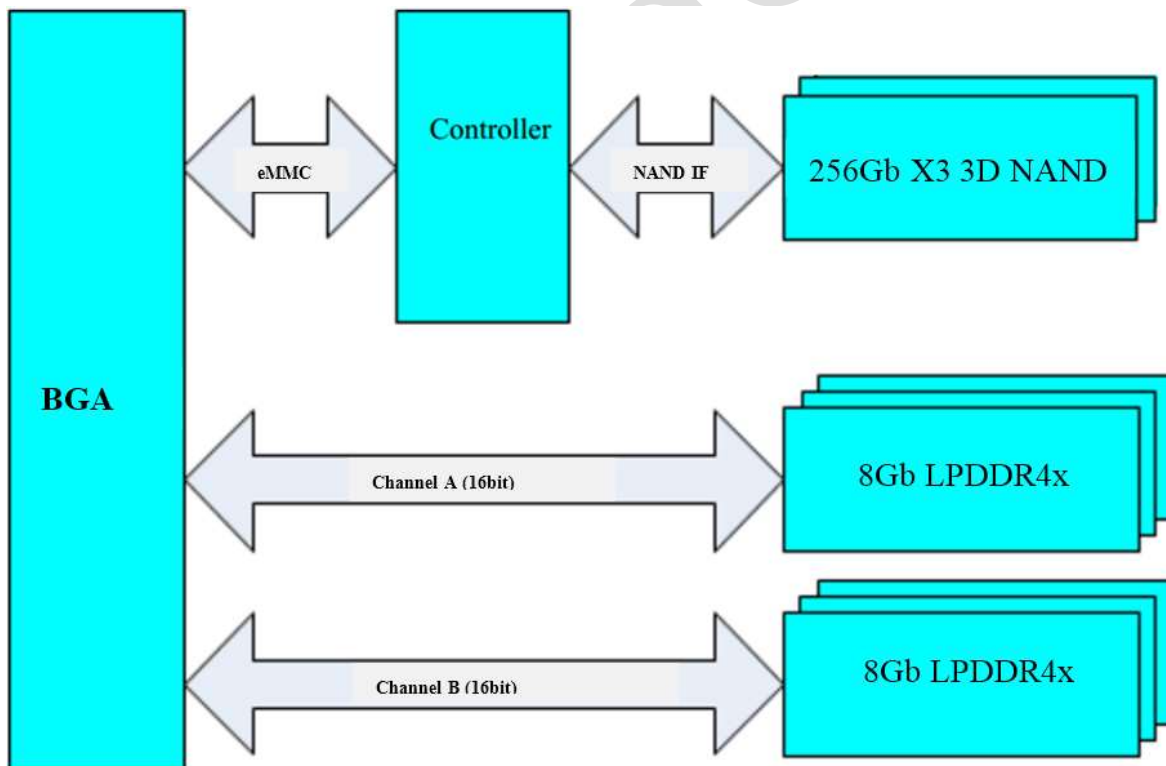 Controller
eMMC
NAND IF
256Gb X3 3D NAND
BGA
Channel A (16bit)
8Gb LPDDR4x
Channel B (16bit)
8Gb LPDDR4x